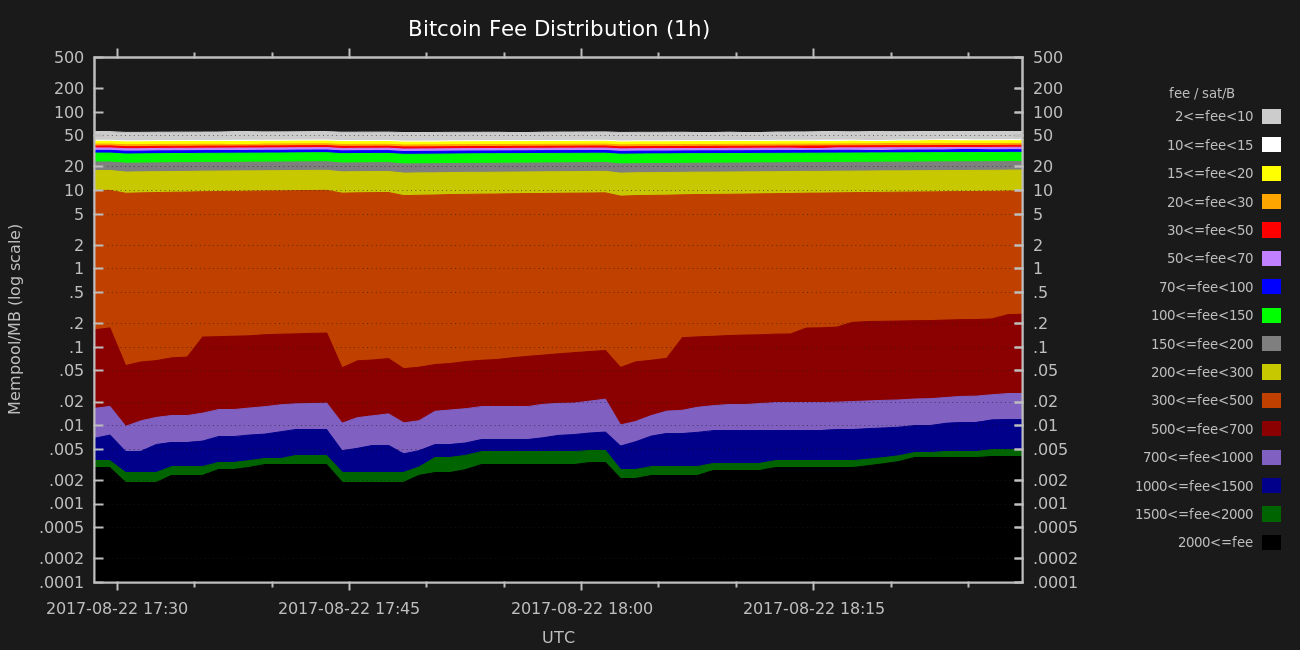 Bitcoin Fee Distribution (1h)
500
200
100
50
20
10
5
2
1
.5
.2
.1
.05
.02
.01
.005
.002
.001
.0005
.0002
.0001
Mempool/MB (log scale)
500
200
100
50
20
10
5
2
1
.5
.2
.1
.05
.02
.01
.005
.002
.001
.0005
.0002
.0001
2017-08-22 17:30
2017-08-22 17:45
2017-08-22 18:00
2017-08-22 18:15
UTC
fee / sat/B
2<=fee<10
10<=fee<15
15<=fee<20
20<=fee<30
30<=fee<50
50<=fee<70
70<=fee<100
100<=fee<150
150<=fee<200
200<=fee<300
300<=fee<500
500<=fee<700
700<=fee<1000
1000<=fee<1500
1500<=fee<2000
2000<=fee